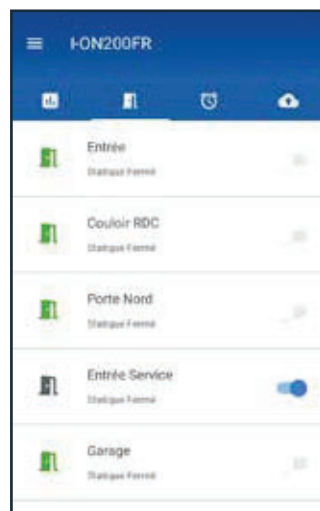 I-ON200FR
Entrée
Statique Fermé
Couloir RDC
Statique Fermé
Porte Nord
Statique Fermé
Entrée Service
Statique Fermé
Garage
Statique Fermé